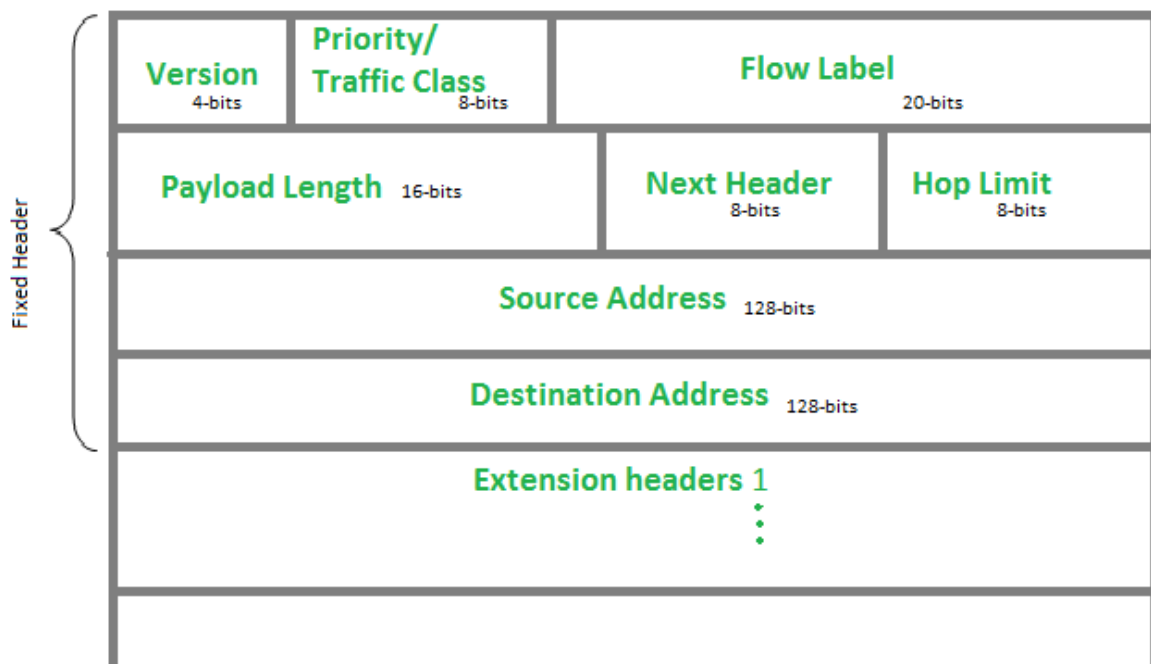 Fixed Header
Version
4-bits
Priority/
Traffic Class
8-bits
Flow Label
20-bits
Payload Length 16-bits
Next Header
8-bits
Hop Limit
8-bits
Source Address 128-bits
Destination Address 128-bits
Extension headers 1